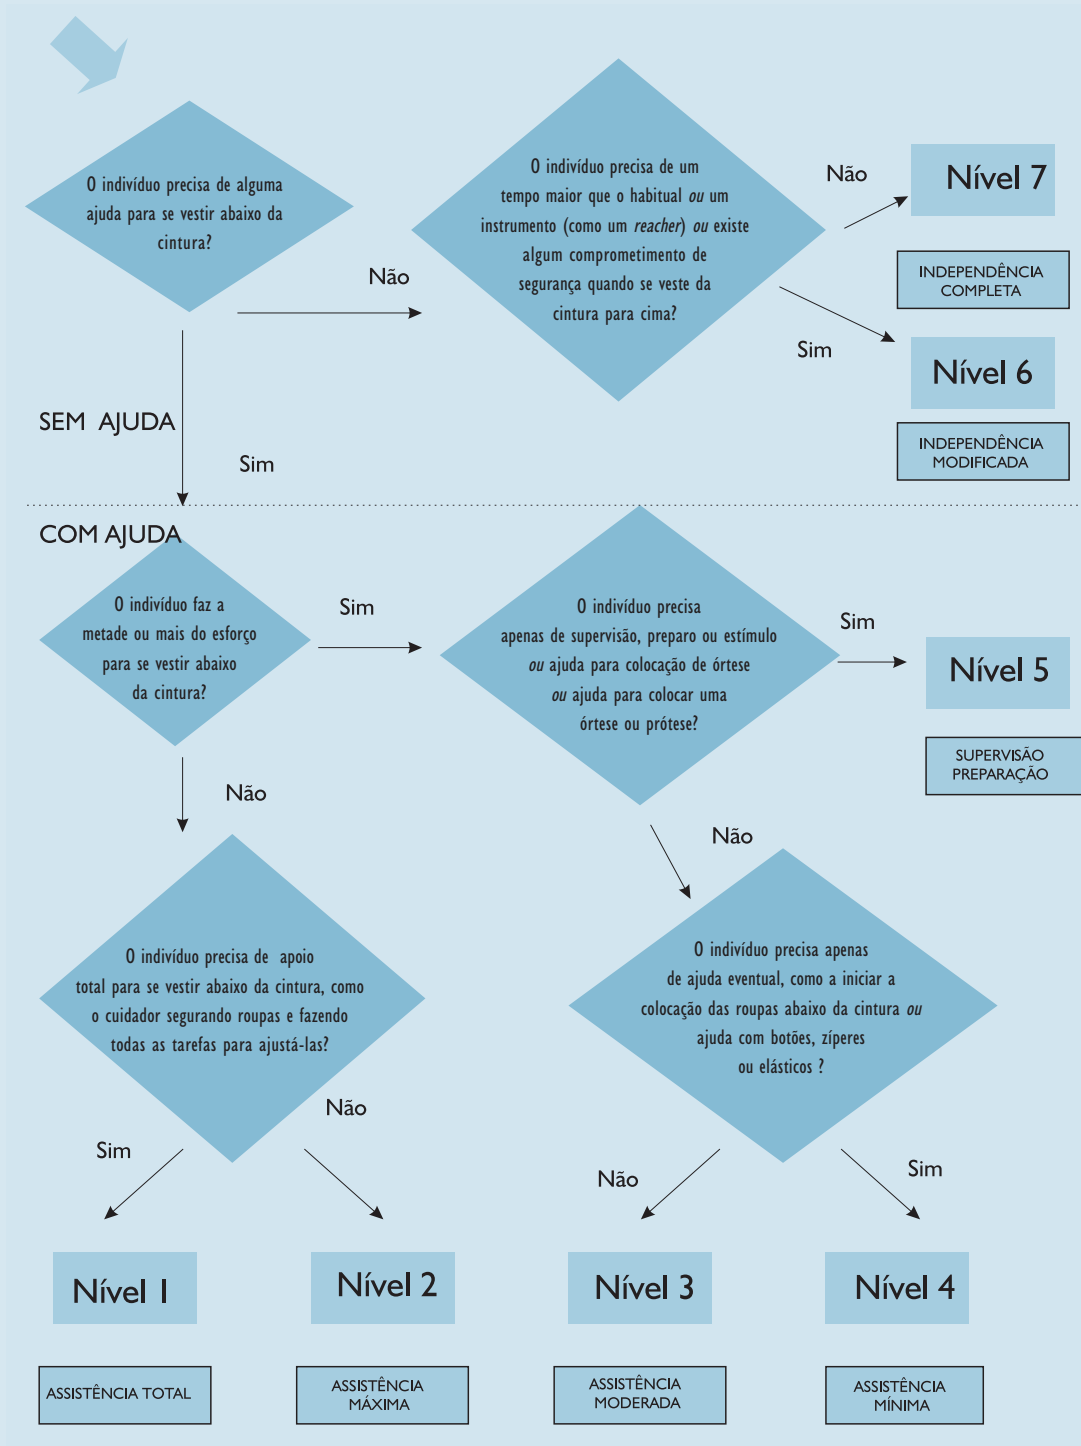 O indivíduo precisa de alguma
ajuda para se vestir abaixo da
cintura?
Não
O indivíduo precisa de um
tempo maior que o habitual ou um
instrumento (como um reacher) ou existe
algum comprometimento de
segurança quando se veste da
cintura para cima?
Não
Nível 7
INDEPENDÊNCIA
COMPLETA
Sim
Nível 6
INDEPENDÊNCIA
MODIFICADA
SEM AJUDA
Sim
COM AJUDA
O indivíduo faz a
metade ou mais do esforço
para se vestir abaixo
da cintura?
Sim
O indivíduo precisa
apenas de supervisão, preparo ou estímulo
ou ajuda para colocação de órtese
ou ajuda para colocar uma
órtese ou prótese?
Sim
Nível 5
SUPERVISÃO
PREPARAÇÃO
Não
Não
O indivíduo precisa de apoio
total para se vestir abaixo da cintura, como
o cuidador segurando roupas e fazendo
todas as tarefas para ajustá-las?
O indivíduo precisa apenas
de ajuda eventual, como a iniciar a
colocação das roupas abaixo da cintura ou
ajuda com botões, zíperes
ou elásticos ?
Sim
Não
Não
Sim
Nível 1
Nível 2
Nível 3
Nível 4
ASSISTÊNCIA TOTAL
ASSISTÊNCIA
MÁXIMA
ASSISTÊNCIA
MODERADA
ASSISTÊNCIA
MÍNIMA